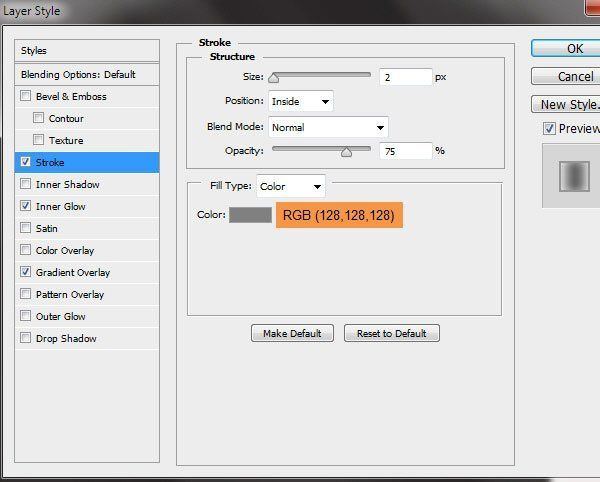 Layer Style
Styles
Blending Options: Default
Bevel & Emboss
Contour
Texture
Stroke
Inner Shadow
Inner Glow
Satin
Color Overlay
Gradient Overlay
Pattern Overlay
Outer Glow
Drop Shadow
Stroke
Structure
Size: 2 px
Position: Inside
Blend Mode: Normal
Opacity: 75 %
Fill Type: Color
Color: RGB (128,128,128)
Make Default Reset to Default
OK
Cancel
New Style..
Preview